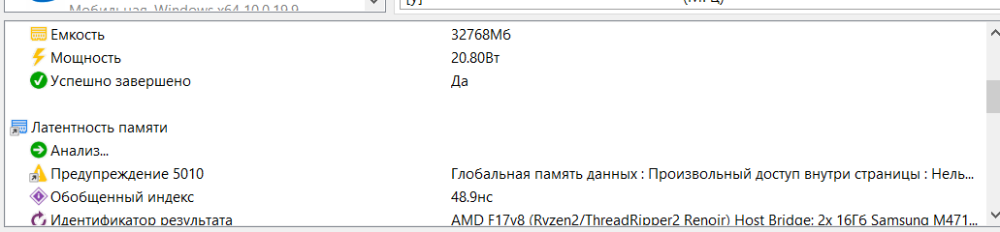 Мобильная, Windows x64 10.0.19.9
[y]
(МГц)
Емкость 32768Мб
Мощность 20.80Вт
Успешно завершено Да
Латентность памяти
Анализ...
Предупреждение 5010 Глобальная память данных : Произвольный доступ внутри страницы : Нель...
Обобщенный индекс 48.9нс
Идентификатор результата AMD F17v8 (Ryzen2/ThreadRipper2 Renoir) Host Bridge; 2x 16Гб Samsung M471...